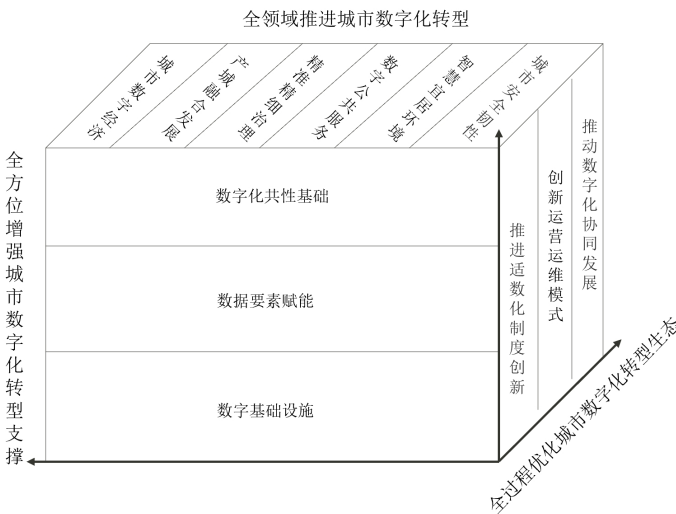 全领域推进城市数字化转型
城市数字经济
产城融合发展
精准精细治理
数字公共服务
智慧宜居环境
城市安全韧性
全方位增强城市数字化转型支撑
数字化共性基础
数据要素赋能
数字基础设施
推进适数化制度创新
创新运营运维模式
推动数字化协同发展
全过程优化城市数字化转型生态